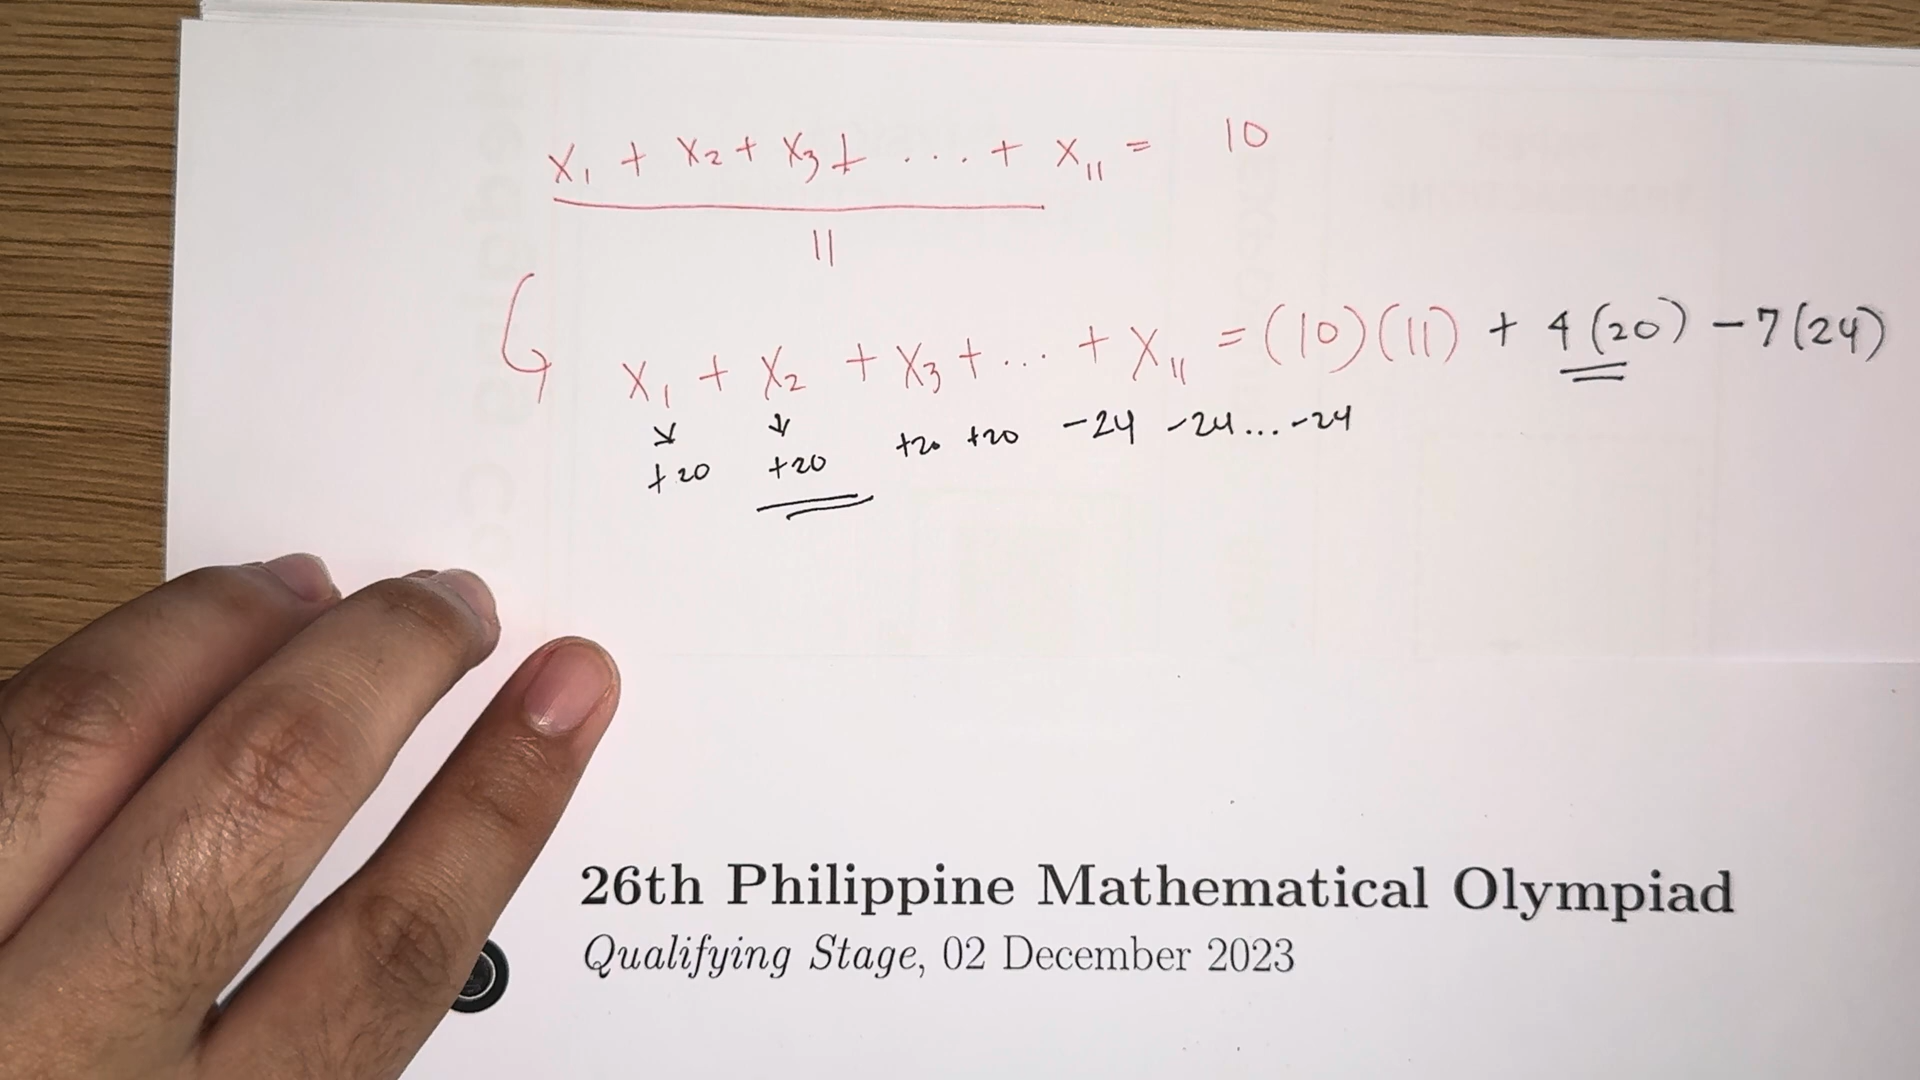 x₁ + x₂ + x₃ + ... + x₁₁ = 10
11
x₁ + x₂ + x₃ + ... + x₁₁ = (10)(11) + 4(20) - 7(24)
+20 +20 +20 +20 -24 -24 ... -24
26th Philippine Mathematical Olympiad
Qualifying Stage, 02 December 2023